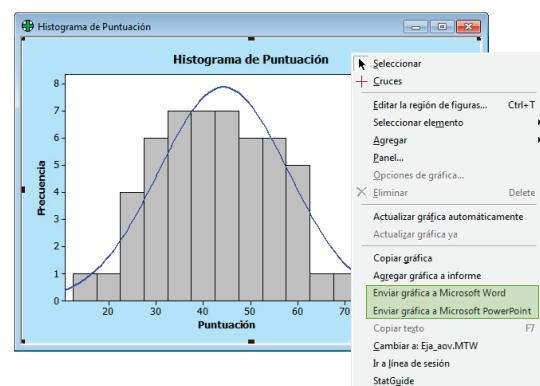 Histograma de Puntuación
Histograma de Puntuación
8
7
6
5
4
3
2
1
0
Frecuencia
20 30 40 50 60 70
Puntuación
Seleccionar
Cruces
Editar la región de figuras... Ctrl+T
Seleccionar elemento
Agregar
Panel...
Opciones de gráfica...
Eliminar Delete
Actualizar gráfica automáticamente
Actualizar gráfica ya
Copiar gráfica
Agregar gráfica a informe
Enviar gráfica a Microsoft Word
Enviar gráfica a Microsoft PowerPoint
Copiar texto F7
Cambiar a: Eja_aov.MTW
Ir a línea de sesión
StatGuide